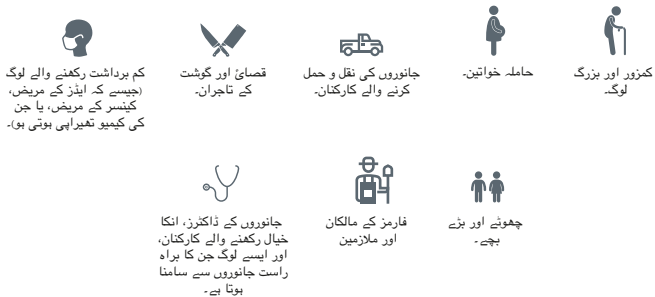 کمزور اور بزرگ
لوگ۔
حاملہ خواتین۔
جانوروں کی نقل و حمل
کرنے والے کارکنان۔
قصائ اور گوشت
کے تاجران۔
کم برداشت رکھنے والے لوگ
(جیسے کہ ایڈز کے مریض،
کینسر کے مریض، یا جن
کی کیمیو تھیراپی ہوتی ہو)۔
چھوٹے اور بڑے
بچے۔
فارمز کے مالکان
اور ملازمین
جانوروں کے ڈاکٹرز، انکا
خیال رکھنے والے کارکنان،
اور ایسے لوگ جن کا براہ
راست جانوروں سے سامنا
ہوتا ہے۔